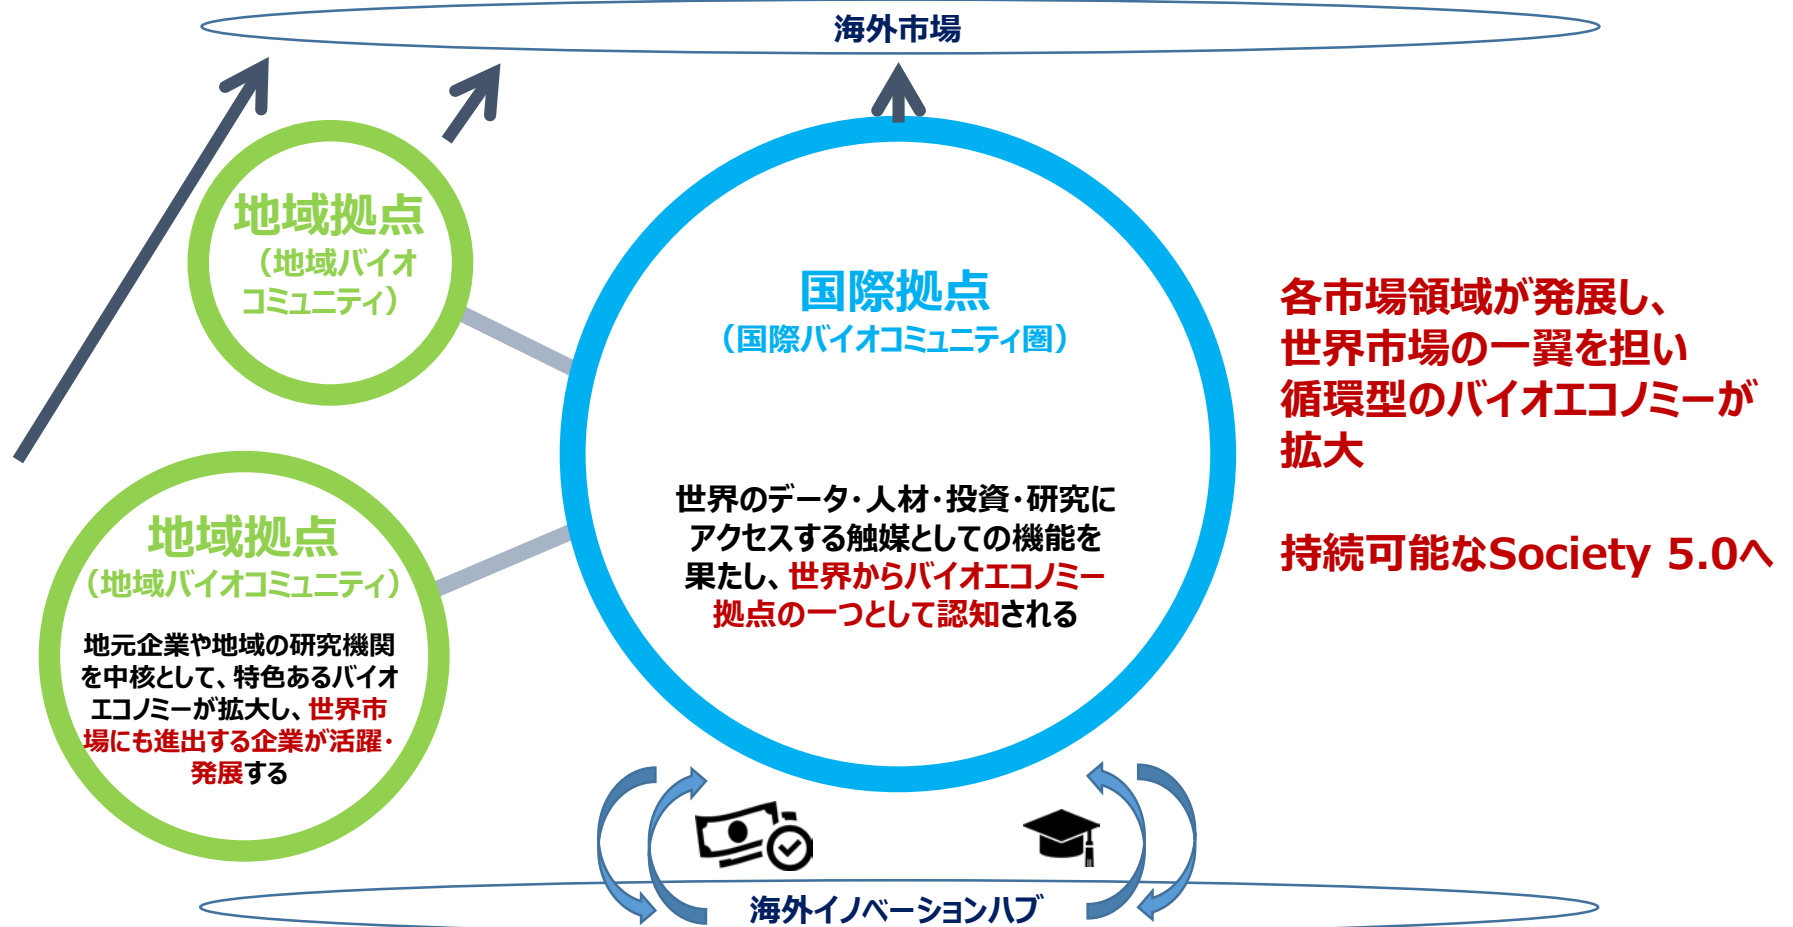 海外市場
地域拠点
（地域バイオ
コミュニティ）
国際拠点
（国際バイオコミュニティ圏）
世界のデータ・人材・投資・研究に
アクセスする触媒としての機能を
果たし、世界からバイオエコノミー
拠点の一つとして認知される
地域拠点
（地域バイオコミュニティ）
地元企業や地域の研究機関
を中核として、特色あるバイオ
エコノミーが拡大し、世界市
場にも進出する企業が活躍・
発展する
各市場領域が発展し、
世界市場の一翼を担い
循環型のバイオエコノミーが
拡大
持続可能なSociety 5.0へ
海外イノベーションハブ